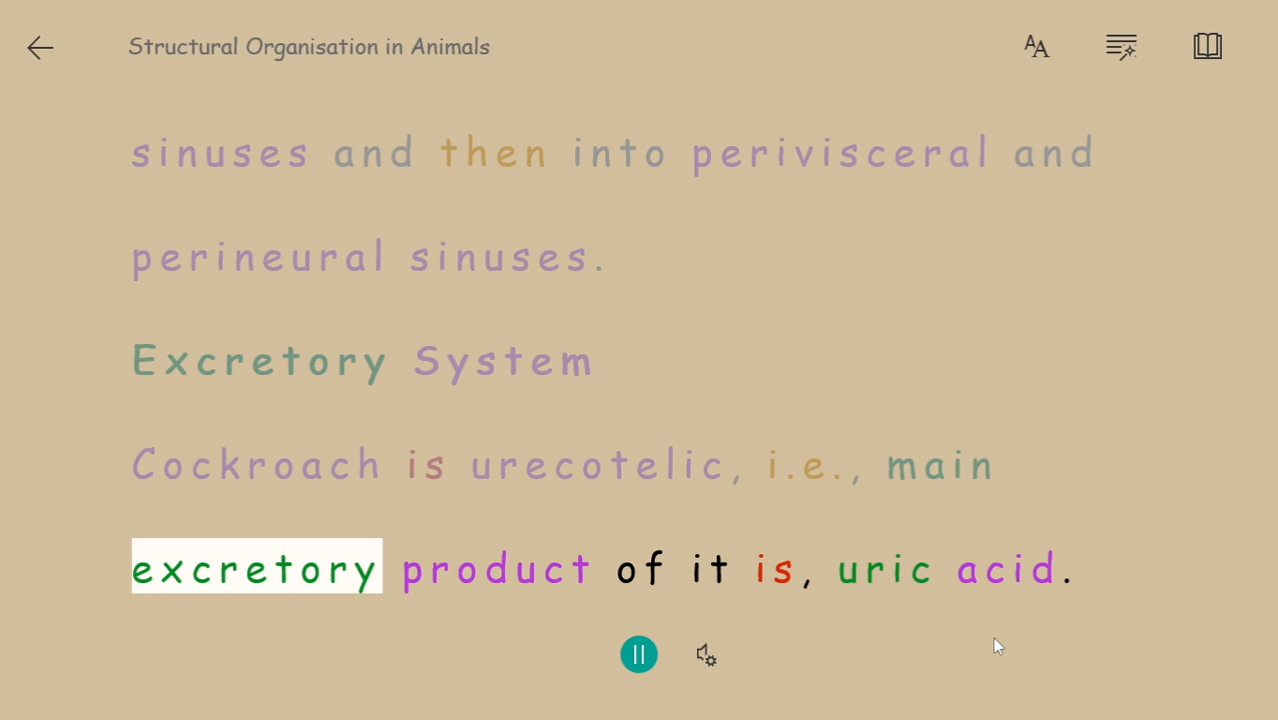 Structural Organisation in Animals
sinuses and then into perivisceral and
perineural sinuses.
Excretory System
Cockroach is urecotelic, i.e., main
excretory product of it is, uric acid.